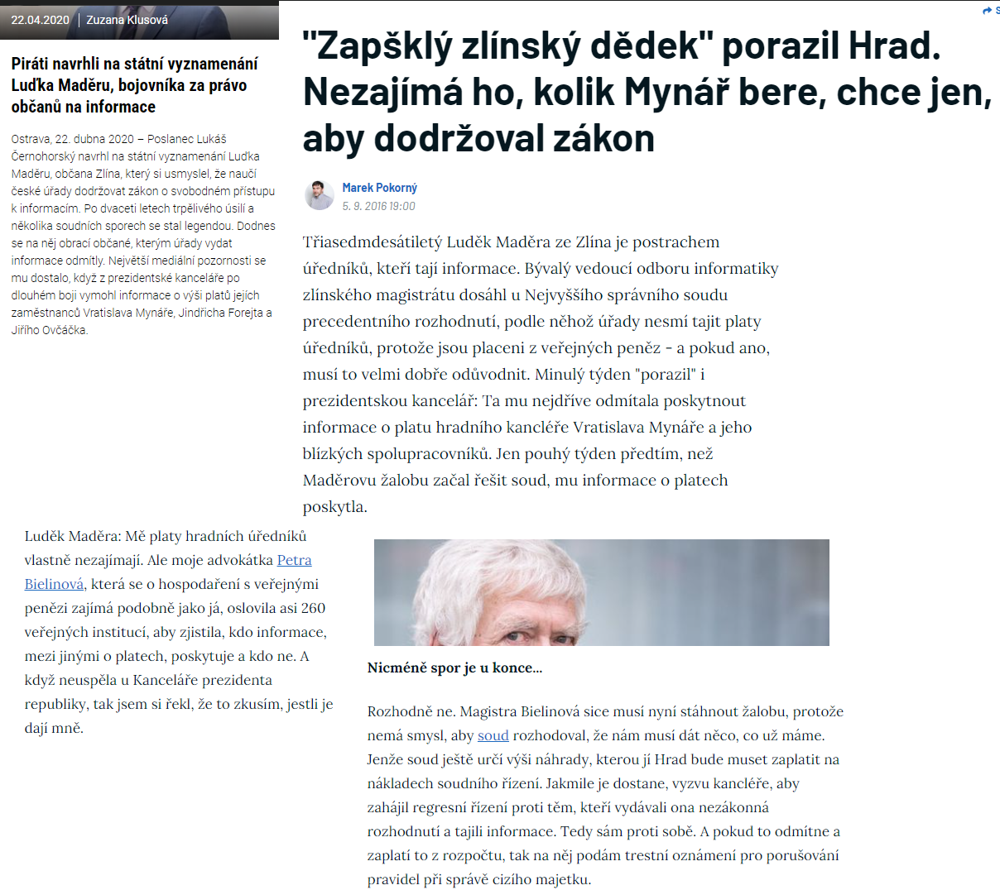 22.04.2020 | Zuzana Klusová
Piráti navrhli na státní vyznamenání
Luďka Maděru, bojovníka za právo
občanů na informace
Ostrava, 22. dubna 2020 – Poslanec Lukáš
Černohorský navrhl na státní vyznamenání Luďka
Maděru, občana Zlína, který si usmyslel, že naučí
české úřady dodržovat zákon o svobodném přístupu
k informacím. Po dvaceti letech trpělivého úsilí a
několika soudních sporech se stal legendou. Dodnes
se na něj obrací občané, kterým úřady vydat
informace odmítly. Největší mediální pozornosti se
mu dostalo, když z prezidentské kanceláře po
dlouhém boji vymohl informace o výši platů jejích
zaměstnanců Vratislava Mynáře, Jindřicha Forejta a
Jiřího Ovčáčka.
"Zapšklý zlínský dědek" porazil Hrad.
Nezajímá ho, kolik Mynář bere, chce jen,
aby dodržoval zákon
Marek Pokorný
5. 9. 2016 19:00
Třiasedmdesátiletý Luděk Maděra ze Zlína je postrachem
úředníků, kteří tají informace. Bývalý vedoucí odboru informatiky
zlínského magistrátu dosáhl u Nejvyššího správního soudu
precedentního rozhodnutí, podle něhož úřady nesmí tajit platy
úředníků, protože jsou placeni z veřejných peněz - a pokud ano,
musí to velmi dobře odůvodnit. Minulý týden "porazil" i
prezidentskou kancelář: Ta mu nejdříve odmítala poskytnout
informace o platu hradního kancléře Vratislava Mynáře a jeho
blízkých spolupracovníků. Jen pouhý týden předtím, než
Maděrovu žalobu začal řešit soud, mu informace o platech
poskytla.
Luděk Maděra: Mě platy hradních úředníků
vlastně nezajímají. Ale moje advokátka Petra
Bielinová, která se o hospodaření s veřejnými
penězi zajímá podobně jako já, oslovila asi 260
veřejných institucí, aby zjistila, kdo informace,
mezi jinými o platech, poskytuje a kdo ne. A
když neuspěla u Kanceláře prezidenta
republiky, tak jsem si řekl, že to zkusím, jestli je
dají mně.
Nicméně spor je u konce...
Rozhodně ne. Magistra Bielinová sice musí nyní stáhnout žalobu, protože
nemá smysl, aby soud rozhodoval, že nám musí dát něco, co už máme.
Jenže soud ještě určí výši náhrady, kterou jí Hrad bude muset zaplatit na
nákladech soudního řízení. Jakmile je dostane, vyzvu kancléře, aby
zahájil regresní řízení proti těm, kteří vydávali ona nezákonná
rozhodnutí a tajili informace. Tedy sám proti sobě. A pokud to odmítne a
zaplatí to z rozpočtu, tak na něj podám trestní oznámení pro porušování
pravidel při správě cizího majetku.